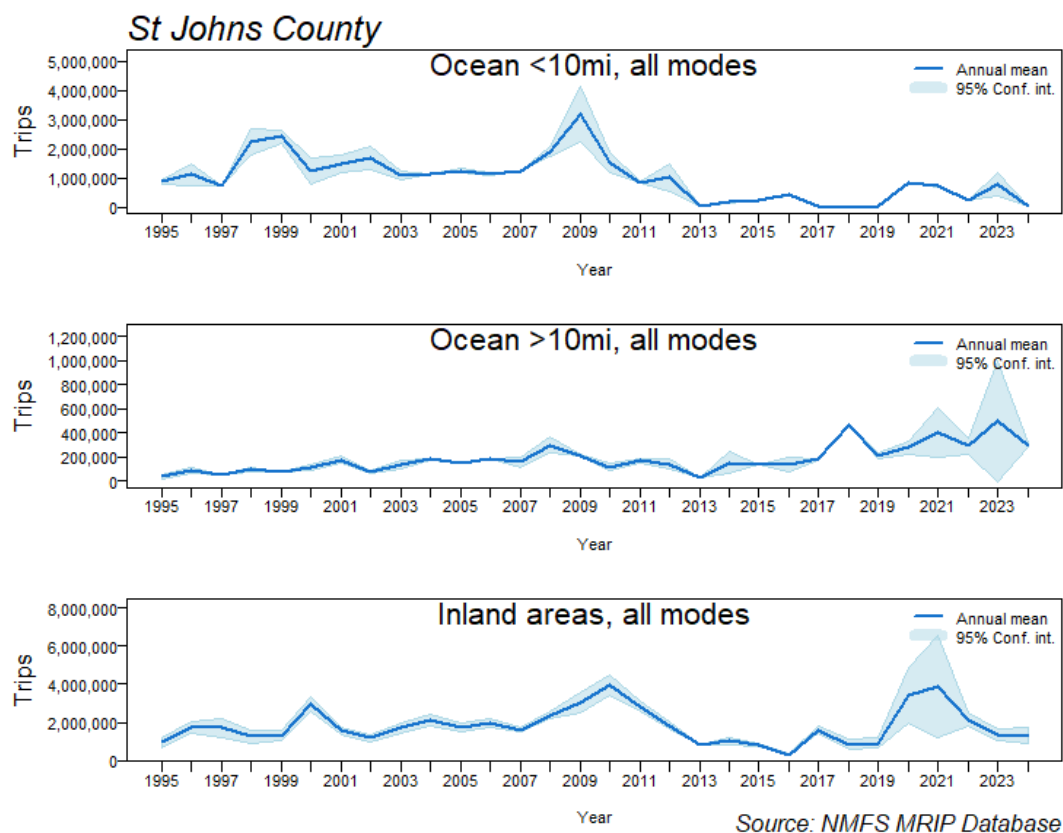 St Johns County
Ocean <10mi, all modes
Annual mean
95% Conf. int.
Trips
5,000,000
4,000,000
3,000,000
2,000,000
1,000,000
0
1995 1997 1999 2001 2003 2005 2007 2009 2011 2013 2015 2017 2019 2021 2023
Year
Ocean >10mi, all modes
Annual mean
95% Conf. int.
Trips
1,200,000
1,000,000
800,000
600,000
400,000
200,000
0
1995 1997 1999 2001 2003 2005 2007 2009 2011 2013 2015 2017 2019 2021 2023
Year
Inland areas, all modes
Annual mean
95% Conf. int.
Trips
8,000,000
6,000,000
4,000,000
2,000,000
0
1995 1997 1999 2001 2003 2005 2007 2009 2011 2013 2015 2017 2019 2021 2023
Year
Source: NMFS MRIP Database